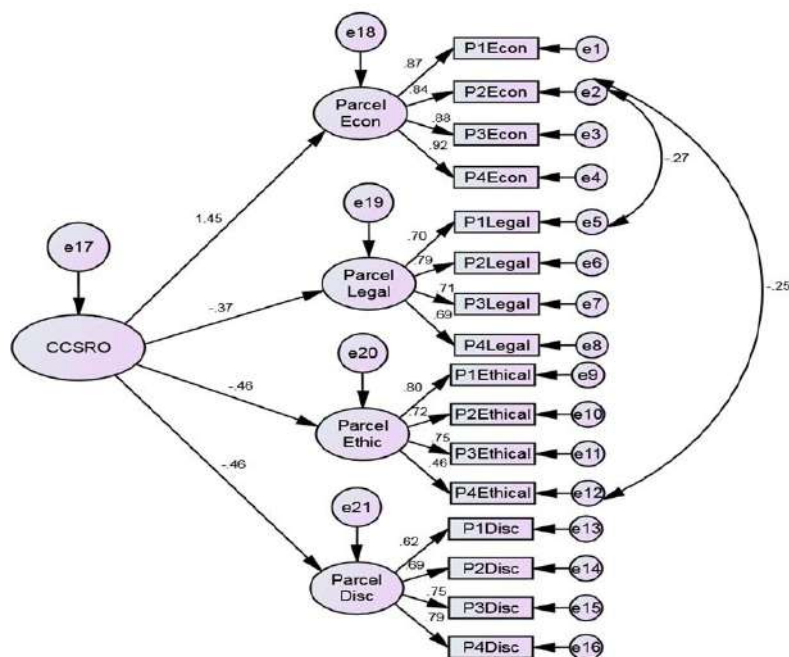 e18
P1Econ
e1
.87
Parcel
Econ
.84
P2Econ
e2
.88
P3Econ
e3
.92
P4Econ
e4
-.27
1.45
e19
P1Legal
e5
.70
e17
Parcel
Legal
.79
P2Legal
e6
.71
P3Legal
e7
-.25
-.37
.69
P4Legal
e8
CCSRO
e20
P1Ethical
e9
.80
-.46
Parcel
Ethic
.72
P2Ethical
e10
.75
P3Ethical
e11
.46
P4Ethical
e12
-.46
e21
P1Disc
e13
.62
Parcel
Disc
.69
P2Disc
e14
.75
P3Disc
e15
.79
P4Disc
e16